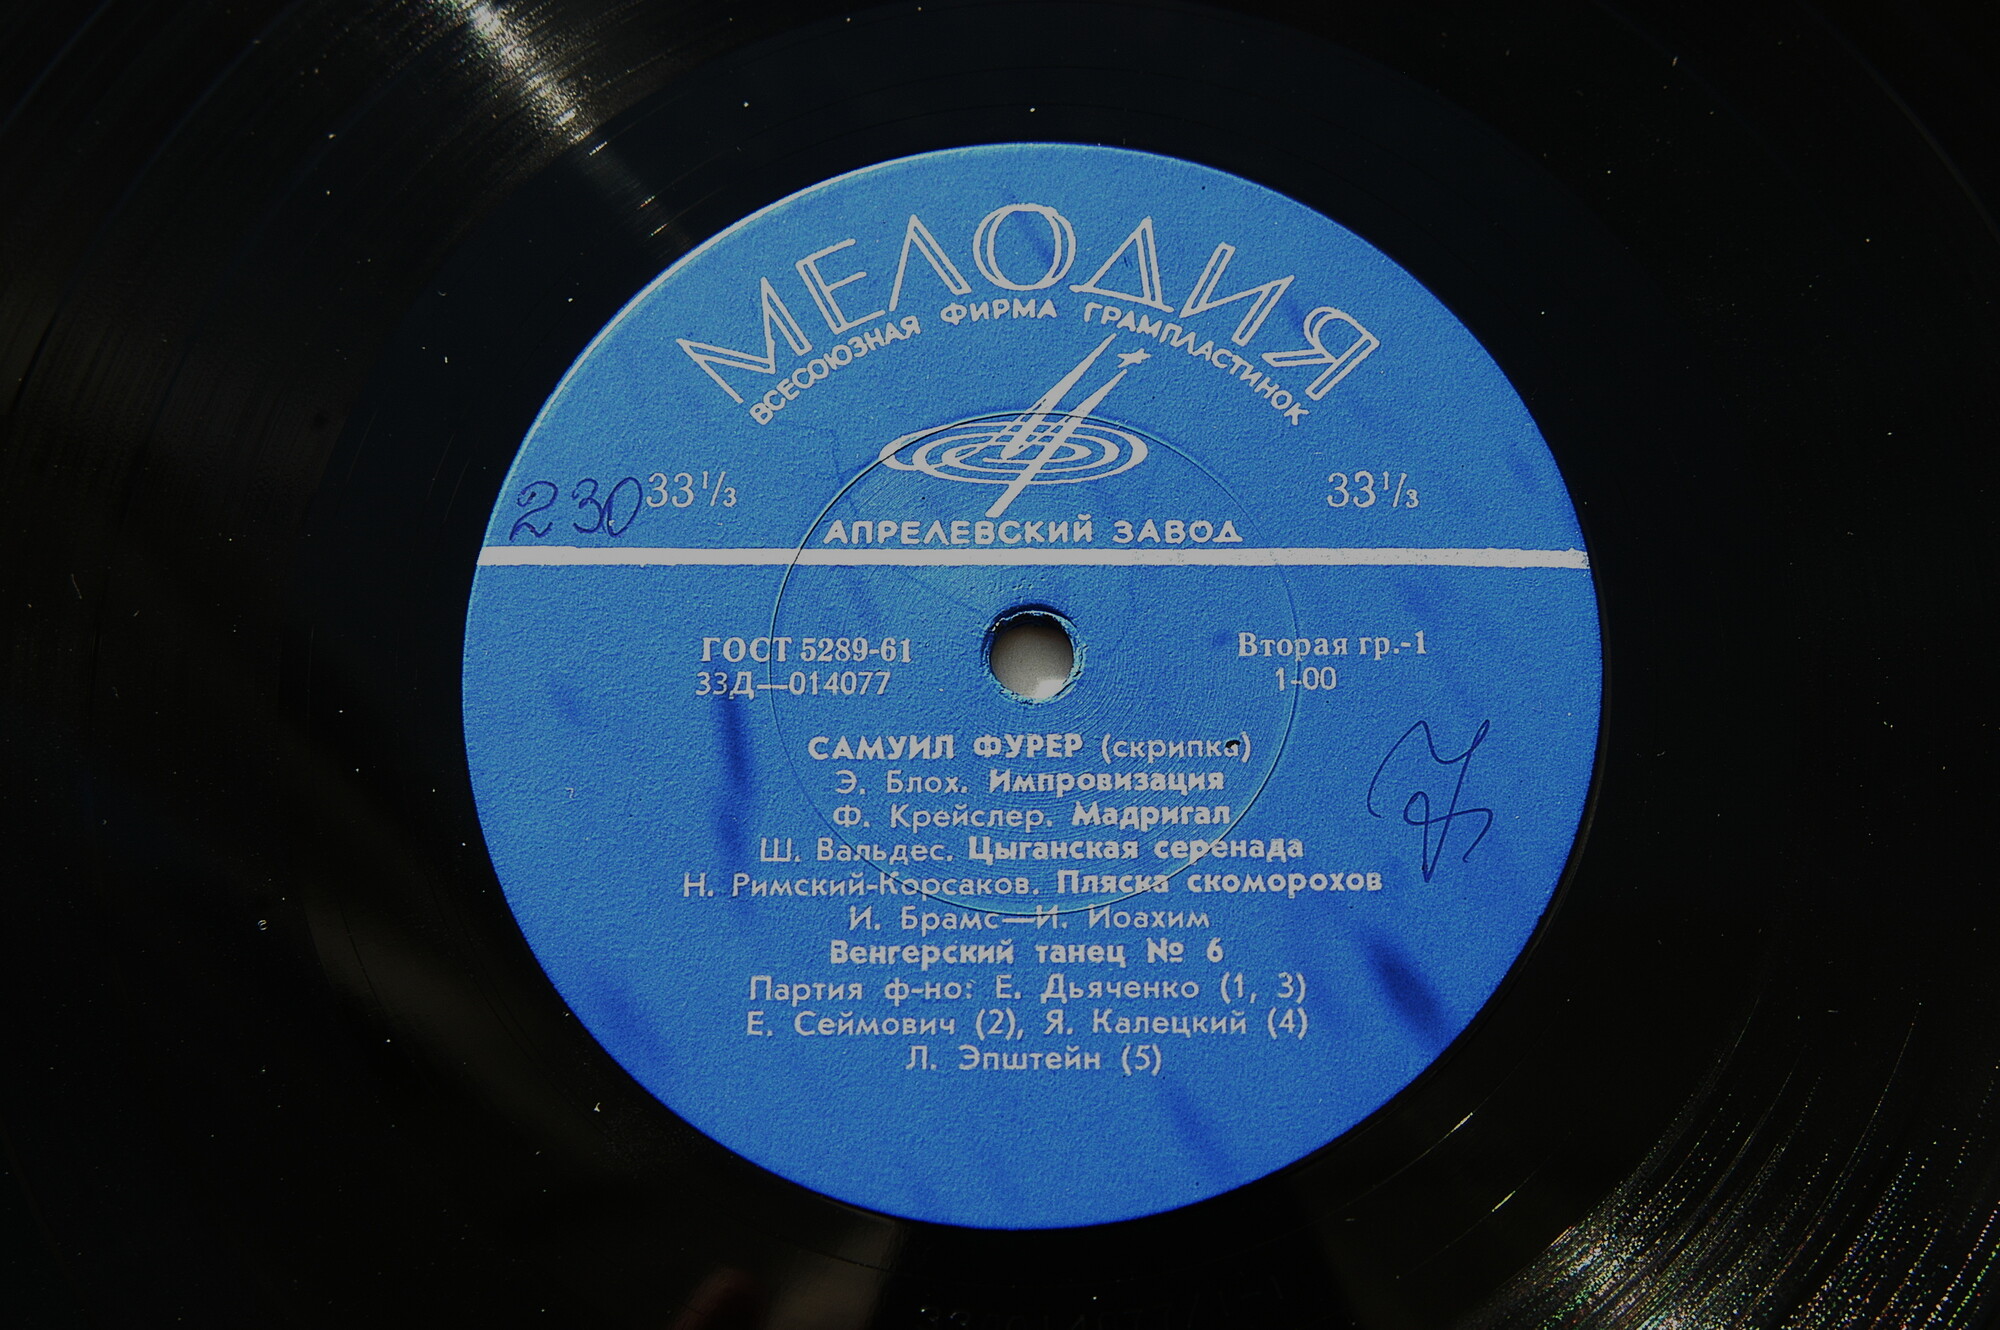 МЕЛОДИЯ
ВСЕСОЮЗНАЯ ФИРМА ГРАМПЛАСТИНОК
230 33⅓ 33⅓
АПРЕЛЕВСКИЙ ЗАВОД
ГОСТ 5289-61 Вторая гр.-1
33Д—014077 1-00
САМУИЛ ФУРЕР (скрипка)
Э. Блох. Импровизация
Ф. Крейслер. Мадригал
Ш. Вальдес. Цыганская серенада
Н. Римский-Корсаков. Пляска скоморохов
И. Брамс—И. Иоахим
Венгерский танец № 6
Партия ф-но: Е. Дьяченко (1, 3)
Е. Сеймович (2), Я. Калецкий (4)
Л. Эпштейн (5)